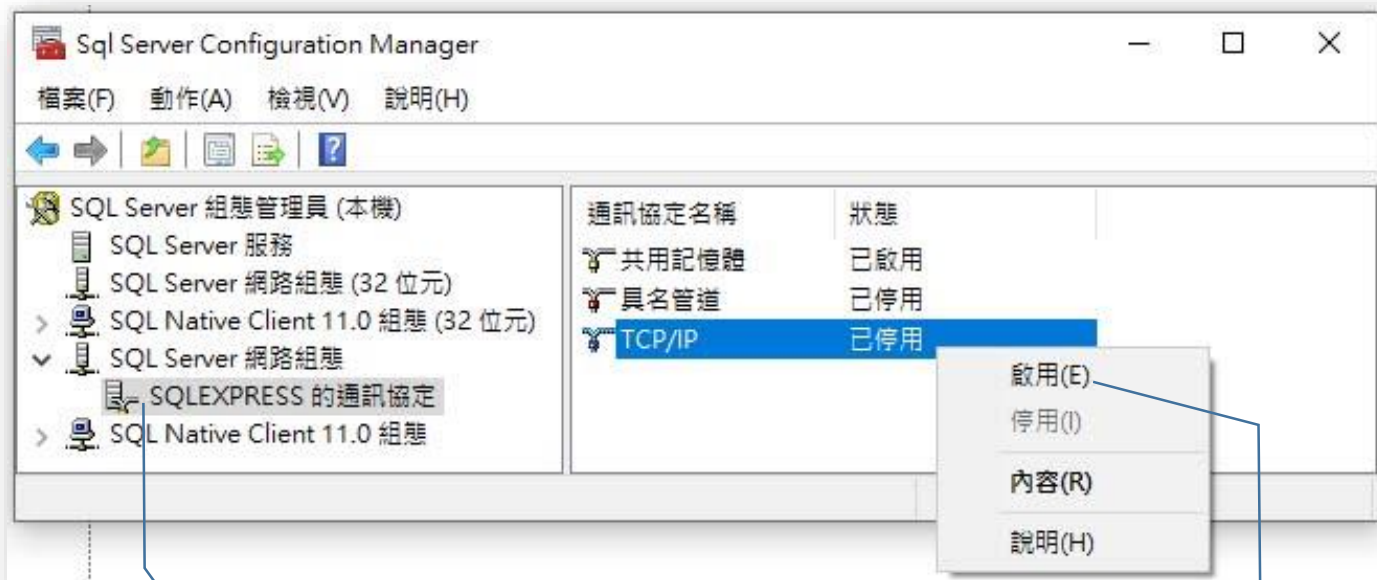 Sql Server Configuration Manager
檔案(F) 動作(A) 檢視(V) 說明(H)
SQL Server 組態管理員 (本機)
SQL Server 服務
SQL Server 網路組態 (32 位元)
SQL Native Client 11.0 組態 (32 位元)
SQL Server 網路組態
SQLEXPRESS 的通訊協定
SQL Native Client 11.0 組態
通訊協定名稱 狀態
共用記憶體 已啟用
具名管道 已停用
TCP/IP 已停用
啟用(E)
停用(I)
內容(R)
說明(H)